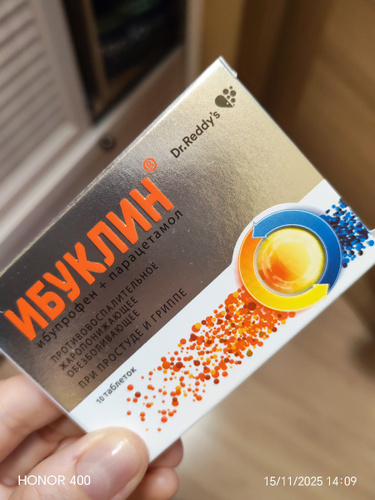 Dr.Reddy's
ИБУКЛИН®
ибупрофен + парацетамол
ПРОТИВОВОСПАЛИТЕЛЬНОЕ
ЖАРОПОНИЖАЮЩЕЕ
ОБЕЗБОЛИВАЮЩЕЕ
ПРИ ПРОСТУДЕ И ГРИППЕ
10 таблеток
HONOR 400
15/11/2025 14:09